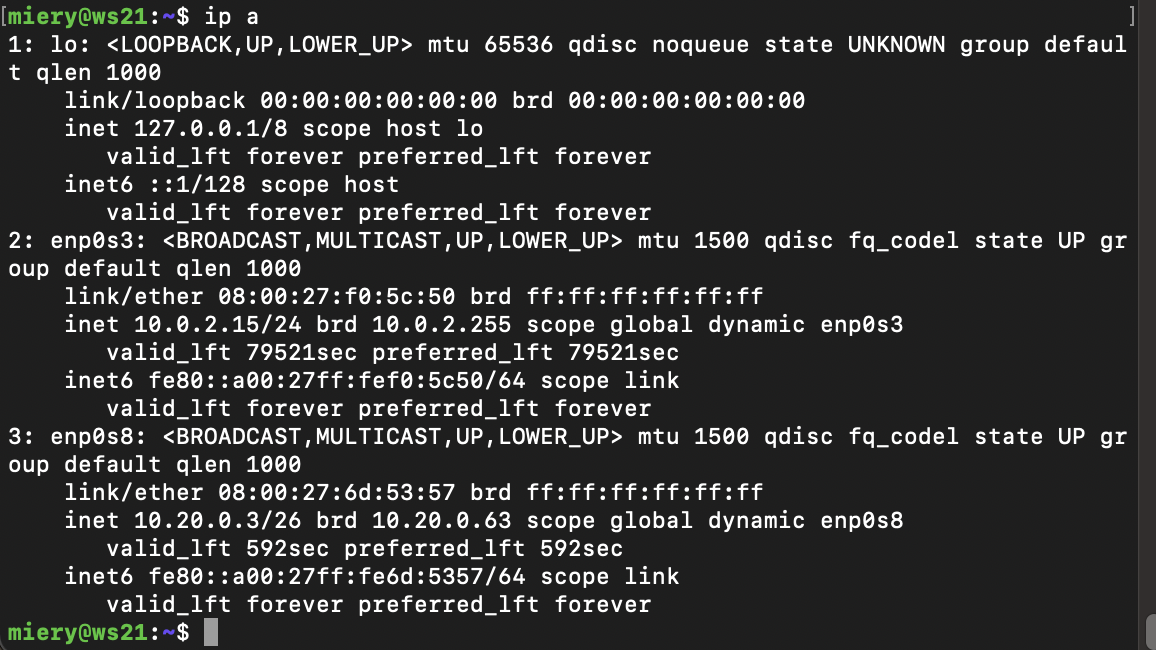 [miery@ws21:~$ ip a ]
1: lo: <LOOPBACK,UP,LOWER_UP> mtu 65536 qdisc noqueue state UNKNOWN group defaul
t qlen 1000
    link/loopback 00:00:00:00:00:00 brd 00:00:00:00:00:00
    inet 127.0.0.1/8 scope host lo
       valid_lft forever preferred_lft forever
    inet6 ::1/128 scope host
       valid_lft forever preferred_lft forever
2: enp0s3: <BROADCAST,MULTICAST,UP,LOWER_UP> mtu 1500 qdisc fq_codel state UP gr
oup default qlen 1000
    link/ether 08:00:27:f0:5c:50 brd ff:ff:ff:ff:ff:ff
    inet 10.0.2.15/24 brd 10.0.2.255 scope global dynamic enp0s3
       valid_lft 79521sec preferred_lft 79521sec
    inet6 fe80::a00:27ff:fef0:5c50/64 scope link
       valid_lft forever preferred_lft forever
3: enp0s8: <BROADCAST,MULTICAST,UP,LOWER_UP> mtu 1500 qdisc fq_codel state UP gr
oup default qlen 1000
    link/ether 08:00:27:6d:53:57 brd ff:ff:ff:ff:ff:ff
    inet 10.20.0.3/26 brd 10.20.0.63 scope global dynamic enp0s8
       valid_lft 592sec preferred_lft 592sec
    inet6 fe80::a00:27ff:fe6d:5357/64 scope link
       valid_lft forever preferred_lft forever
miery@ws21:~$